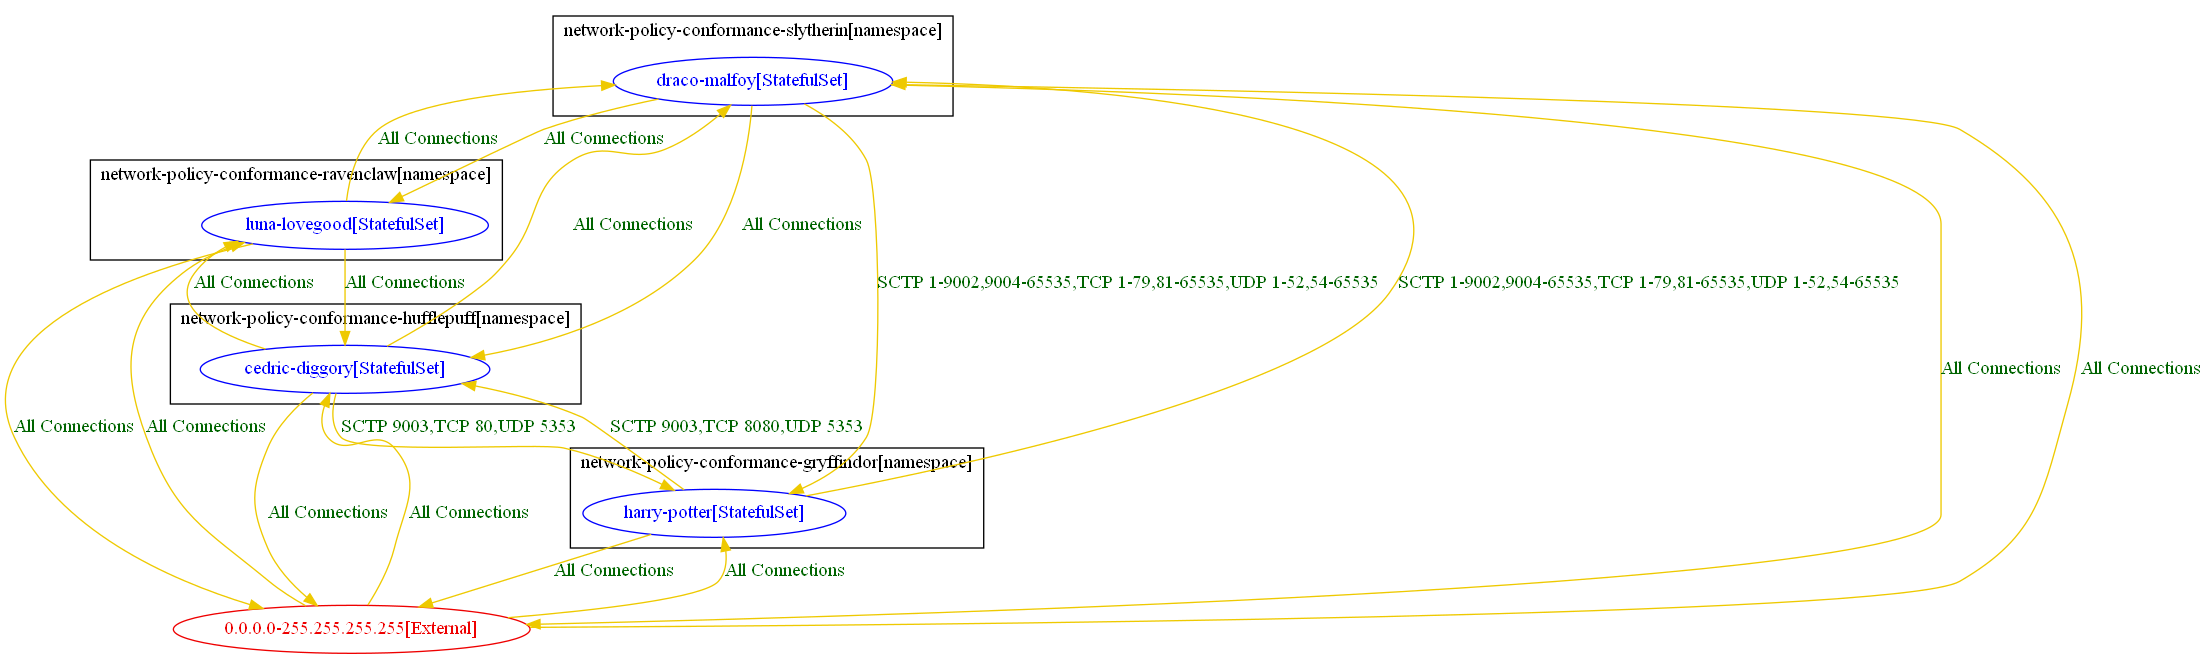 network-policy-conformance-slytherin[namespace]
draco-malfoy[StatefulSet]
All Connections
All Connections
network-policy-conformance-ravenclaw[namespace]
luna-lovegood[StatefulSet]
All Connections
All Connections
All Connections
All Connections
SCTP 1-9002,9004-65535,TCP 1-79,81-65535,UDP 1-52,54-65535
SCTP 1-9002,9004-65535,TCP 1-79,81-65535,UDP 1-52,54-65535
network-policy-conformance-hufflepuff[namespace]
cedric-diggory[StatefulSet]
All Connections
All Connections
All Connections
All Connections
SCTP 9003,TCP 80,UDP 5353
SCTP 9003,TCP 8080,UDP 5353
network-policy-conformance-gryffindor[namespace]
harry-potter[StatefulSet]
All Connections
All Connections
All Connections
All Connections
0.0.0.0-255.255.255.255[External]